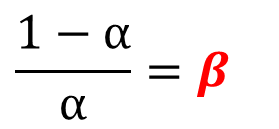 1 − α
α
= β